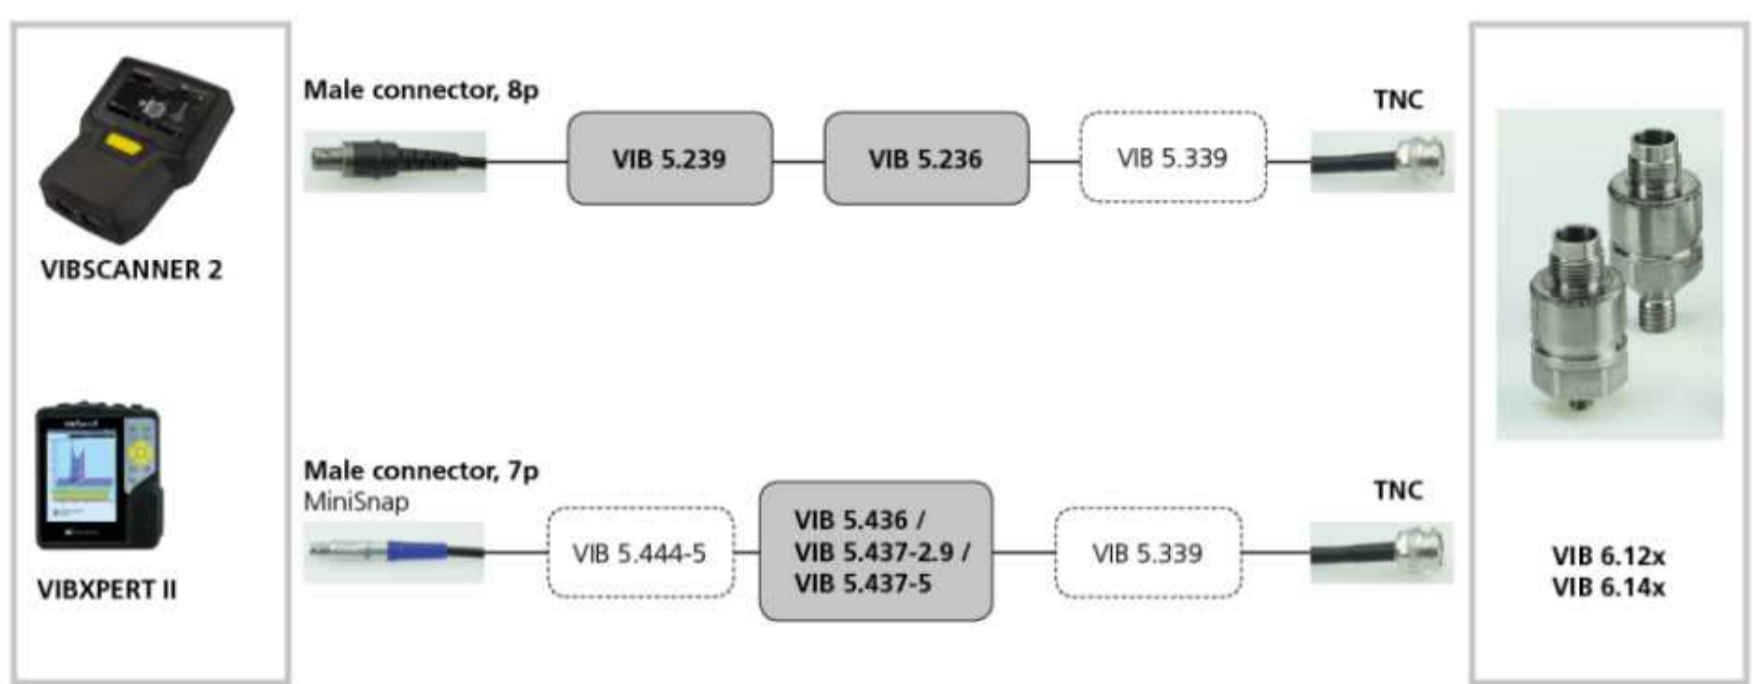 Male connector, 8p
TNC
VIB 5.239
VIB 5.236
VIB 5.339
VIBSCANNER 2
Male connector, 7p
MiniSnap
TNC
VIB 5.444-5
VIB 5.436 /
VIB 5.437-2.9 /
VIB 5.437-5
VIB 5.339
VIBXPERT II
VIB 6.12x
VIB 6.14x